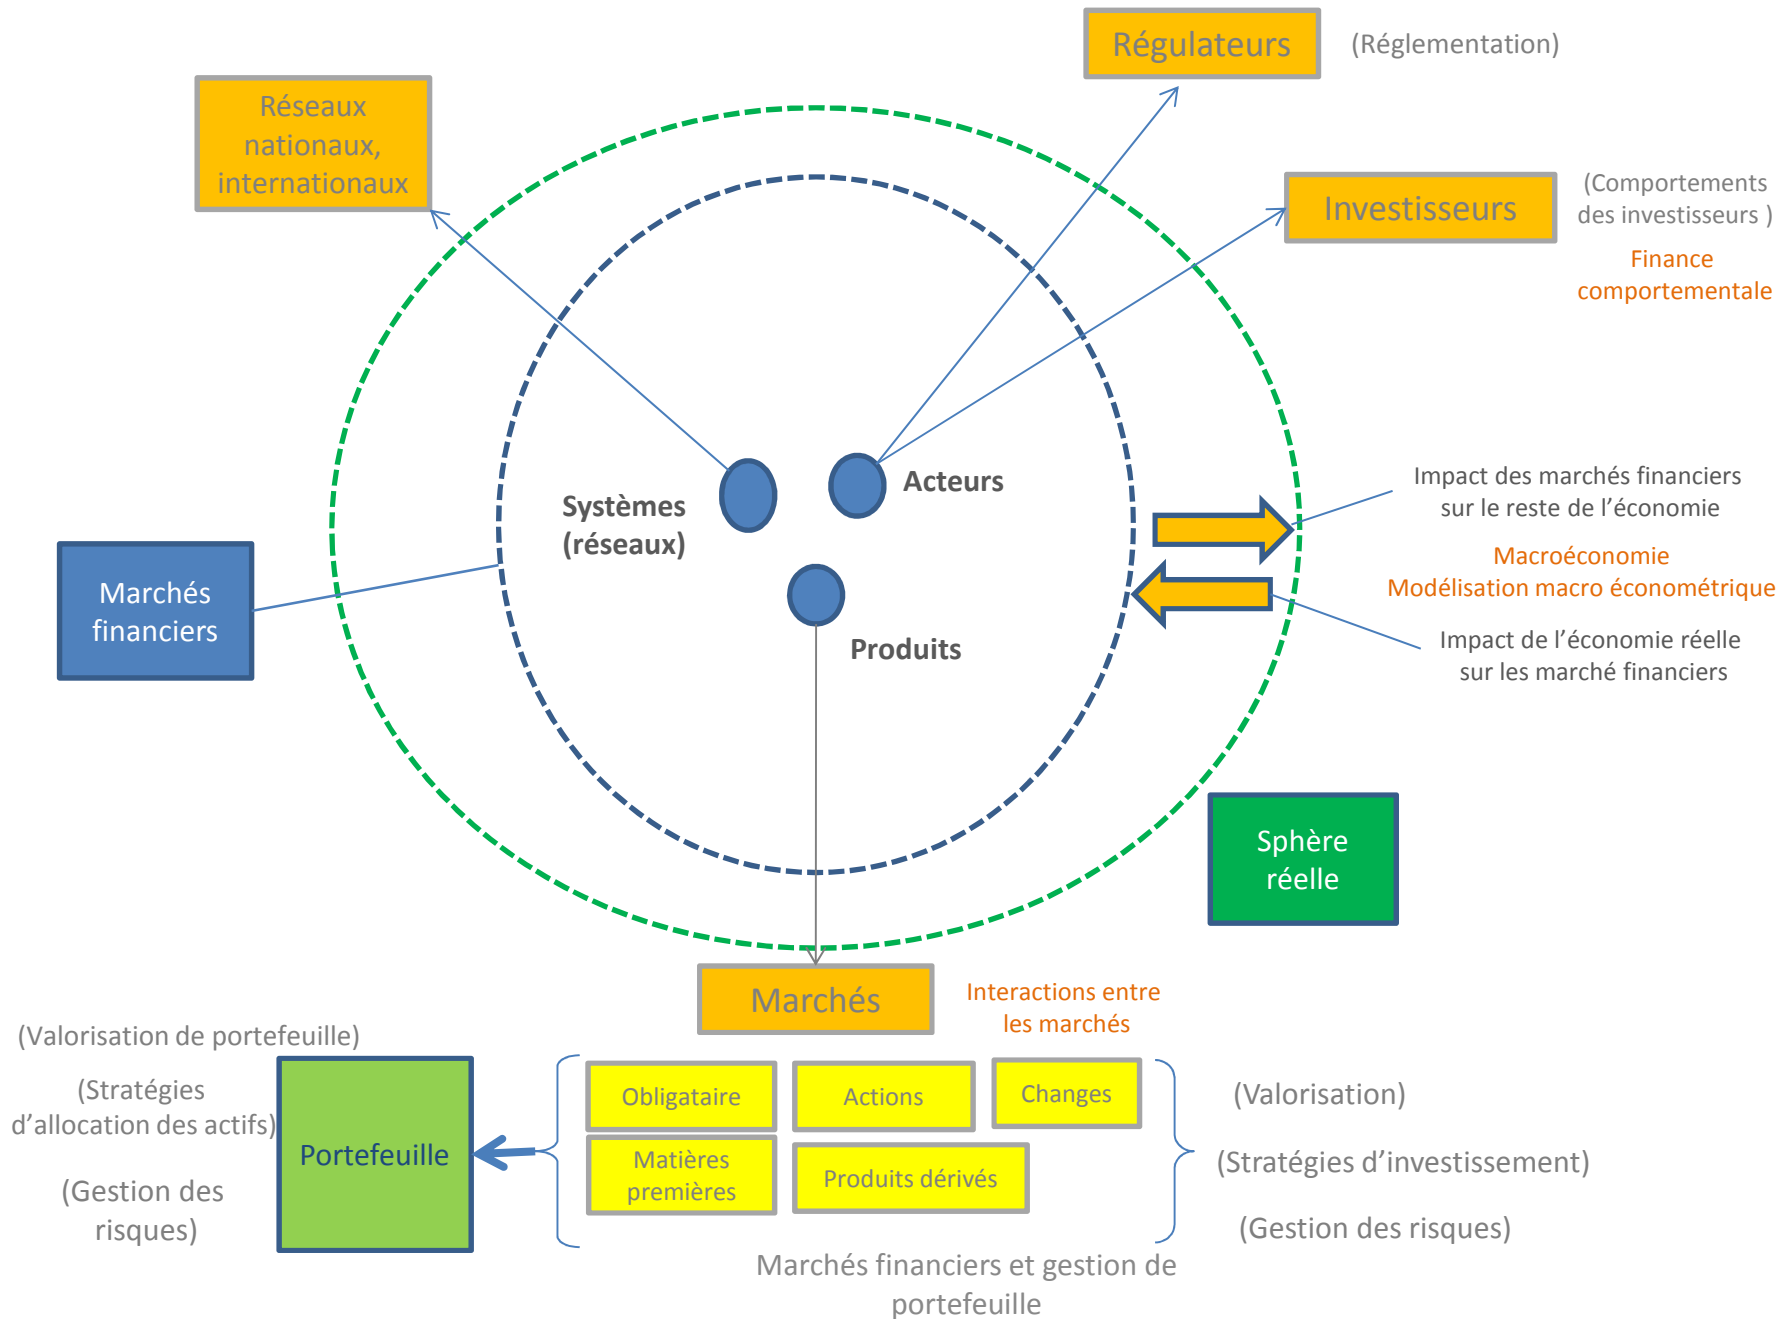 Régulateurs
(Réglementation)
Réseaux
nationaux,
internationaux
Investisseurs
(Comportements
des investisseurs )
Finance
comportementale
Acteurs
Systèmes
(réseaux)
Produits
Impact des marchés financiers
sur le reste de l’économie
Macroéconomie
Modélisation macro économétrique
Impact de l’économie réelle
sur les marché financiers
Marchés
financiers
Sphère
réelle
Marchés
Interactions entre
les marchés
(Valorisation de portefeuille)
(Stratégies
d’allocation des actifs)
(Gestion des
risques)
Portefeuille
Obligataire
Actions
Changes
Matières
premières
Produits dérivés
(Valorisation)
(Stratégies d’investissement)
(Gestion des risques)
Marchés financiers et gestion de
portefeuille